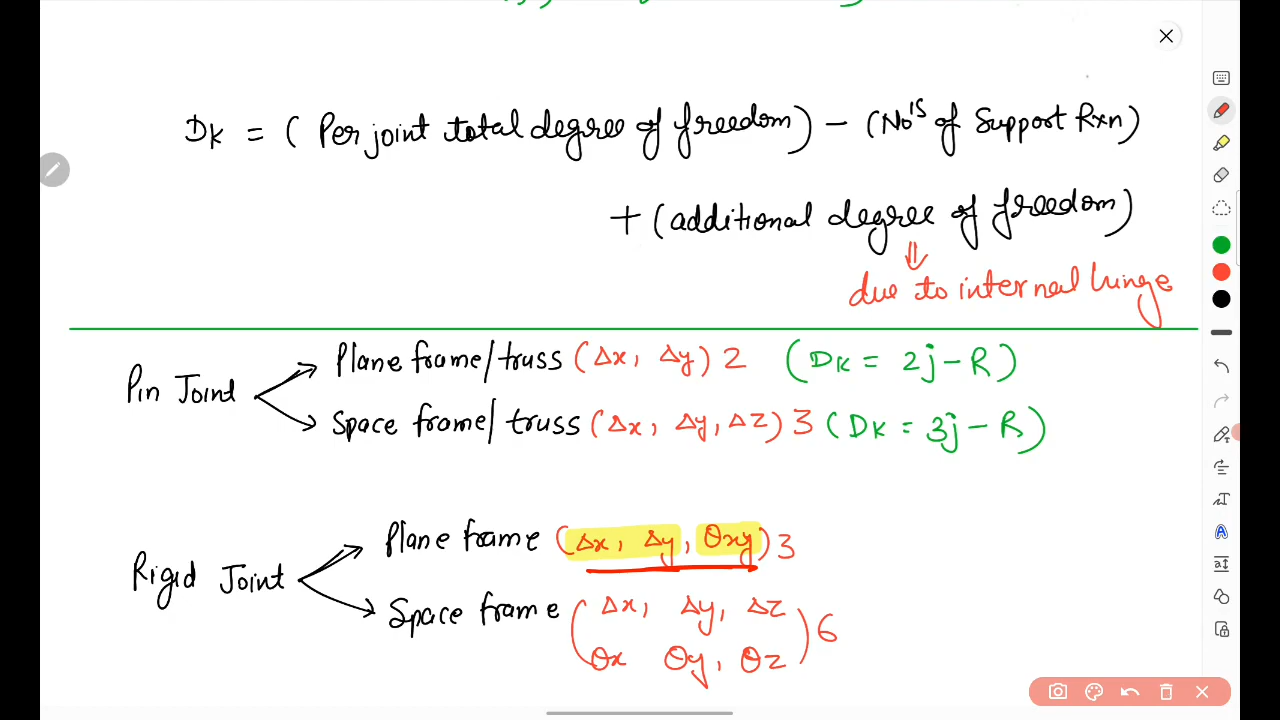 Dk = (Per joint total degree of freedom) - (No'S of Support Rxn)
+ (additional degree of freedom)
⇓
due to internal hinge
Pin Joint
Plane frame/truss (Δx, Δy) 2 (Dk = 2j - R)
Space frame/truss (Δx, Δy, Δz) 3 (Dk = 3j - R)
Rigid Joint
Plane frame (Δx, Δy, θxy) 3
Space frame (Δx, Δy, Δz
θx θy, θz) 6